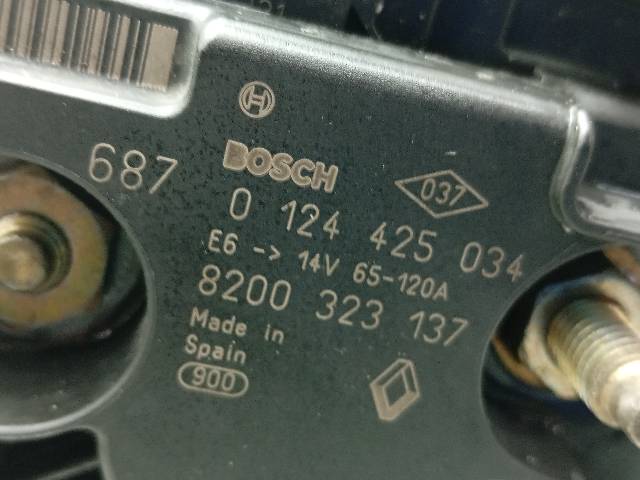 BOSCH
687
037
0 124 425 034
E6 -> 14V 65-120A
8200 323 137
Made in
Spain
900